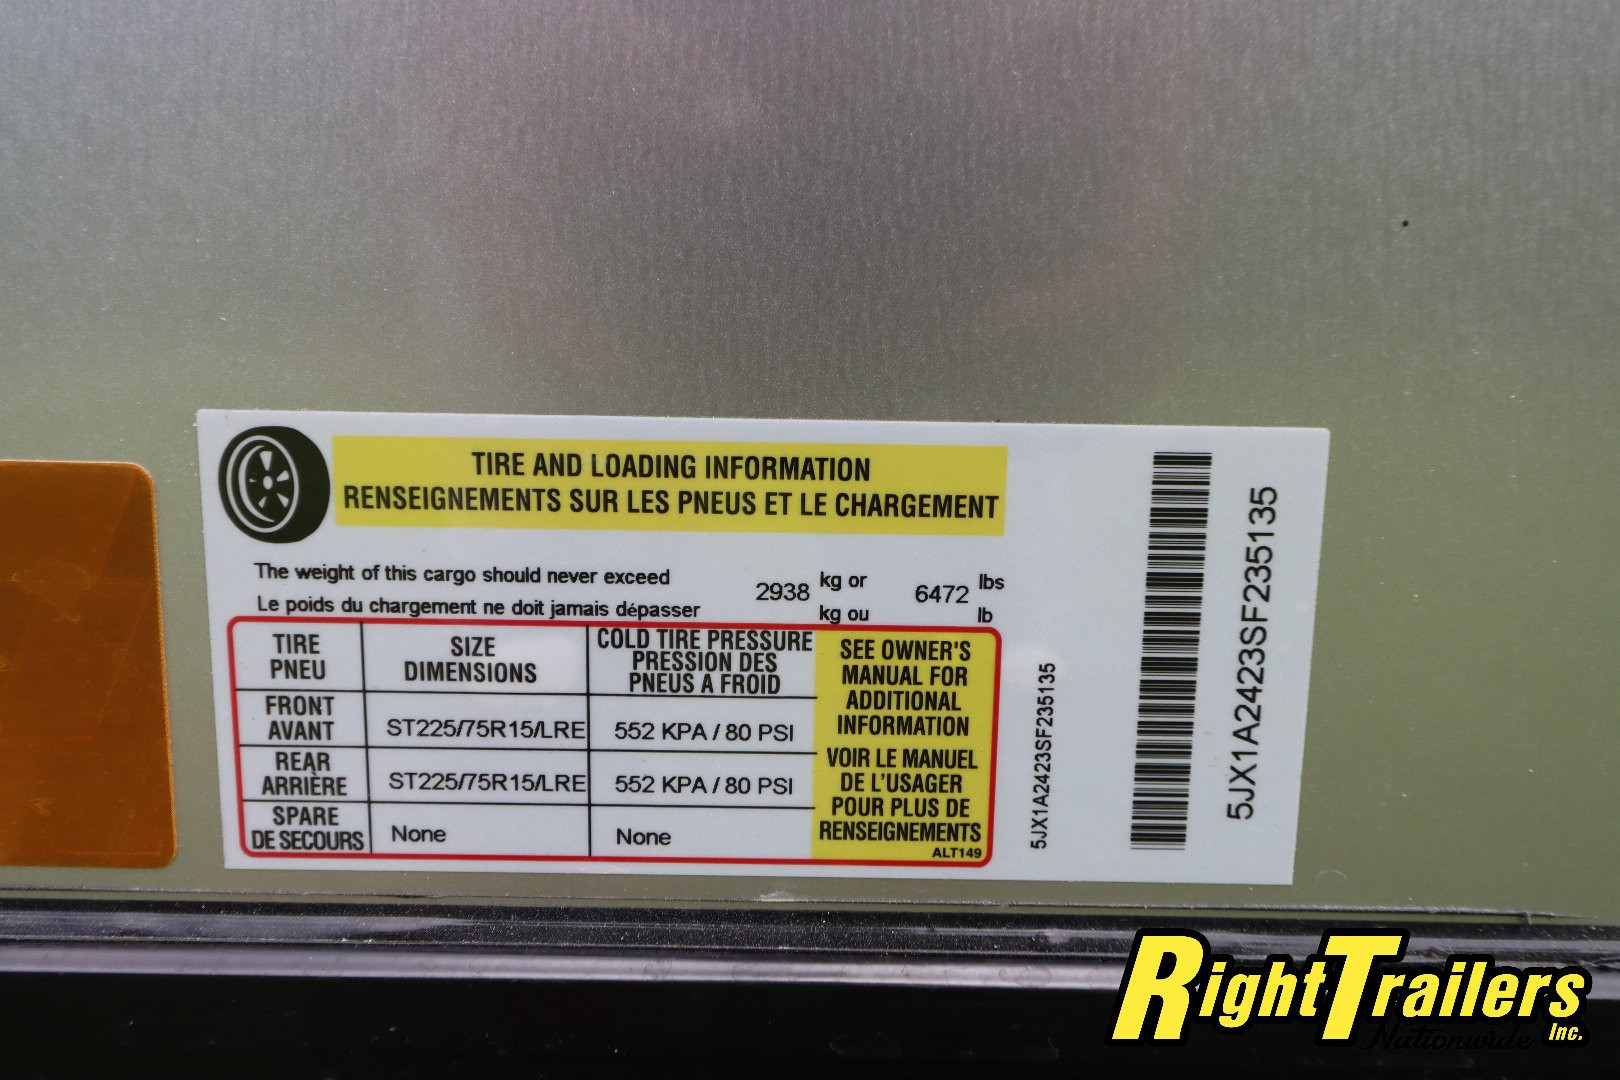 TIRE AND LOADING INFORMATION
RENSEIGNEMENTS SUR LES PNEUS ET LE CHARGEMENT
The weight of this cargo should never exceed 2938 kg or 6472 lbs
Le poids du chargement ne doit jamais dépasser kg ou lb
TIRE
PNEU
SIZE
DIMENSIONS
COLD TIRE PRESSURE
PRESSION DES
PNEUS A FROID
FRONT
AVANT
ST225/75R15/LRE
552 KPA / 80 PSI
REAR
ARRIÈRE
ST225/75R15/LRE
552 KPA / 80 PSI
SPARE
DE SECOURS
None
None
SEE OWNER'S
MANUAL FOR
ADDITIONAL
INFORMATION
VOIR LE MANUEL
DE L'USAGER
POUR PLUS DE
RENSEIGNEMENTS
ALT149
5JX1A2423SF235135
5JX1A2423SF235135
RightTrailers
Inc.
Nationwide